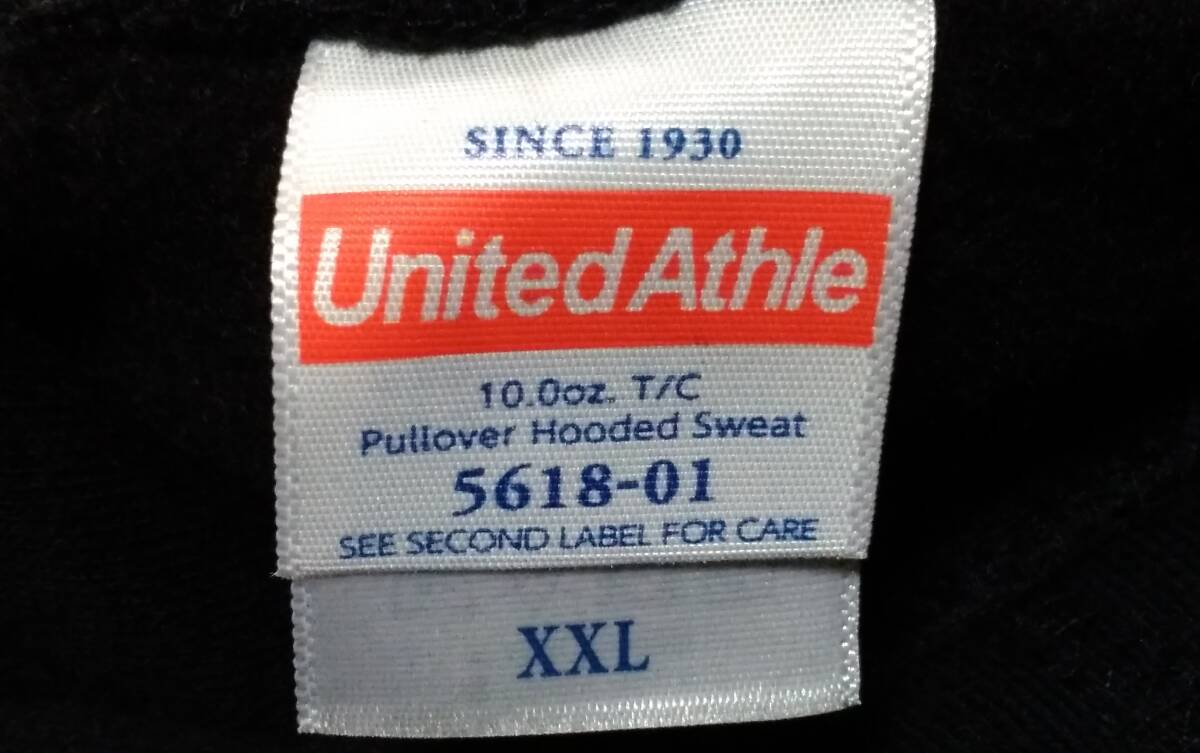 SINCE 1930
United Athle
10.0oz. T/C
Pullover Hooded Sweat
5618-01
SEE SECOND LABEL FOR CARE
XXL